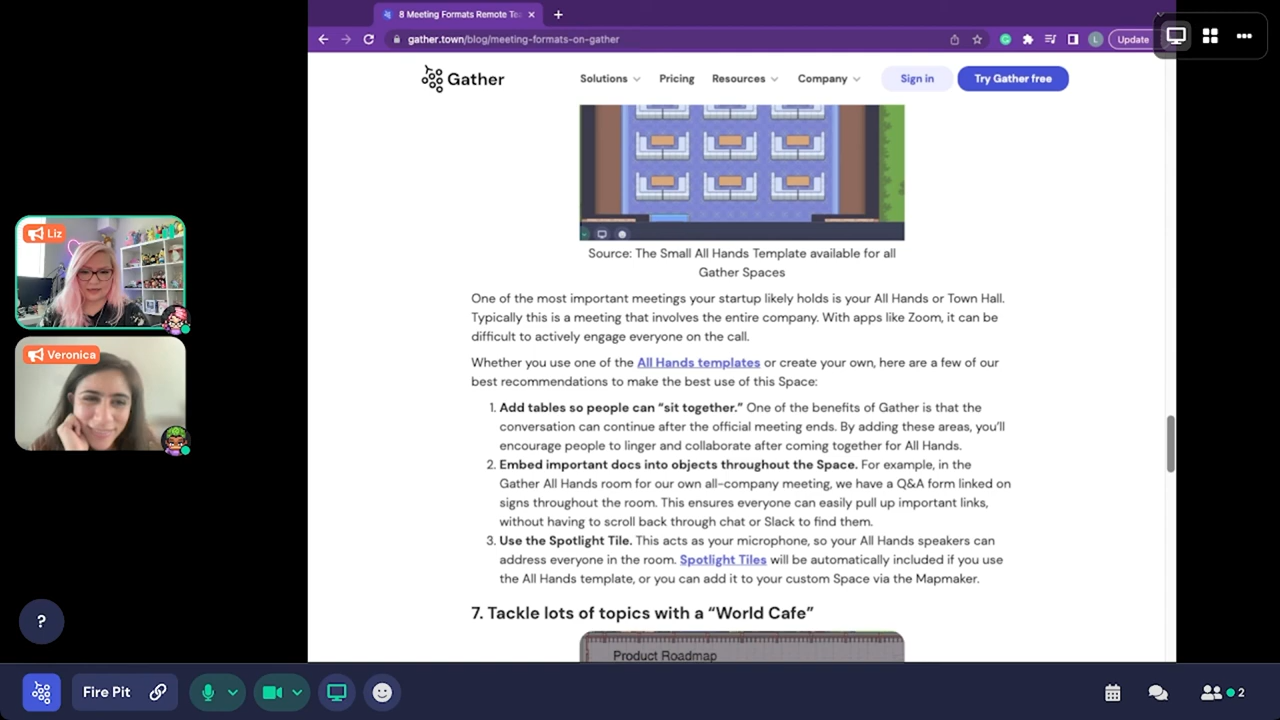 8 Meeting Formats Remote Tea
gather.town/blog/meeting-formats-on-gather
L
Update
Gather
Solutions
Pricing
Resources
Company
Sign in
Try Gather free
Source: The Small All Hands Template available for all
Gather Spaces
One of the most important meetings your startup likely holds is your All Hands or Town Hall.
Typically this is a meeting that involves the entire company. With apps like Zoom, it can be
difficult to actively engage everyone on the call.
Whether you use one of the All Hands templates or create your own, here are a few of our
best recommendations to make the best use of this Space:
1. Add tables so people can “sit together.” One of the benefits of Gather is that the
conversation can continue after the official meeting ends. By adding these areas, you’ll
encourage people to linger and collaborate after coming together for All Hands.
2. Embed important docs into objects throughout the Space. For example, in the
Gather All Hands room for our own all-company meeting, we have a Q&A form linked on
signs throughout the room. This ensures everyone can easily pull up important links,
without having to scroll back through chat or Slack to find them.
3. Use the Spotlight Tile. This acts as your microphone, so your All Hands speakers can
address everyone in the room. Spotlight Tiles will be automatically included if you use
the All Hands template, or you can add it to your custom Space via the Mapmaker.
7. Tackle lots of topics with a “World Cafe”
Product Roadmap
Liz
Veronica
?
Fire Pit
2